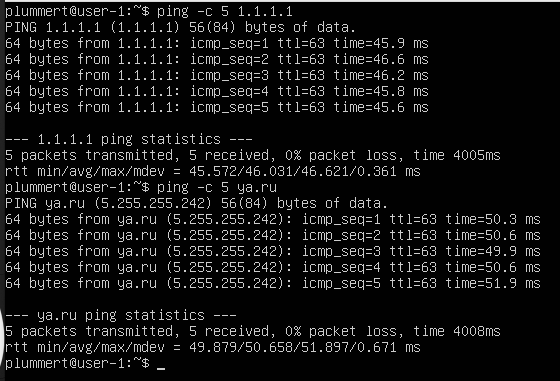 plummert@user-1:~$ ping -c 5 1.1.1.1
PING 1.1.1.1 (1.1.1.1) 56(84) bytes of data.
64 bytes from 1.1.1.1: icmp_seq=1 ttl=63 time=45.9 ms
64 bytes from 1.1.1.1: icmp_seq=2 ttl=63 time=46.6 ms
64 bytes from 1.1.1.1: icmp_seq=3 ttl=63 time=46.2 ms
64 bytes from 1.1.1.1: icmp_seq=4 ttl=63 time=45.8 ms
64 bytes from 1.1.1.1: icmp_seq=5 ttl=63 time=45.6 ms
--- 1.1.1.1 ping statistics ---
5 packets transmitted, 5 received, 0% packet loss, time 4005ms
rtt min/avg/max/mdev = 45.572/46.031/46.621/0.361 ms
plummert@user-1:~$ ping -c 5 ya.ru
PING ya.ru (5.255.255.242) 56(84) bytes of data.
64 bytes from ya.ru (5.255.255.242): icmp_seq=1 ttl=63 time=50.3 ms
64 bytes from ya.ru (5.255.255.242): icmp_seq=2 ttl=63 time=50.6 ms
64 bytes from ya.ru (5.255.255.242): icmp_seq=3 ttl=63 time=49.9 ms
64 bytes from ya.ru (5.255.255.242): icmp_seq=4 ttl=63 time=50.6 ms
64 bytes from ya.ru (5.255.255.242): icmp_seq=5 ttl=63 time=51.9 ms
--- ya.ru ping statistics ---
5 packets transmitted, 5 received, 0% packet loss, time 4008ms
rtt min/avg/max/mdev = 49.879/50.658/51.897/0.671 ms
plummert@user-1:~$ _